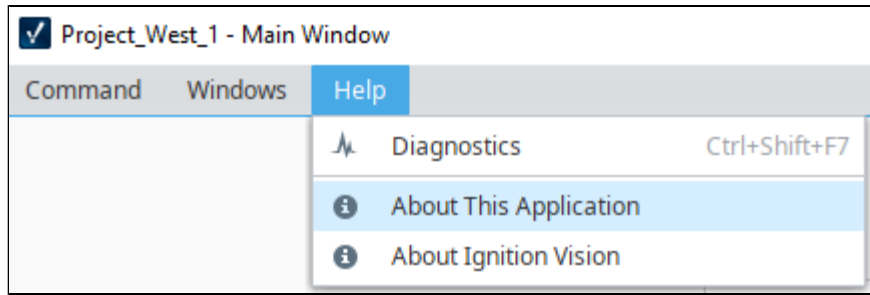 Project_West_1 - Main Window
Command Windows Help
Diagnostics Ctrl+Shift+F7
About This Application
About Ignition Vision